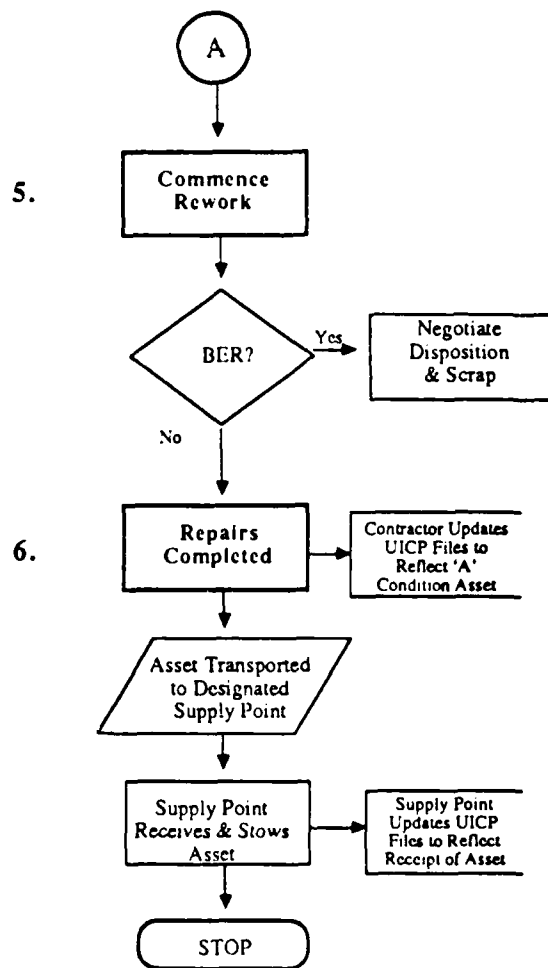 A
5.
Commence
Rework
BER?
Yes
Negotiate
Disposition
& Scrap
No
6.
Repairs
Completed
Contractor Updates
UICP Files to
Reflect 'A'
Condition Asset
Asset Transported
to Designated
Supply Point
Supply Point
Receives & Stows
Asset
Supply Point
Updates UICP
Files to Reflect
Receipt of Asset
STOP